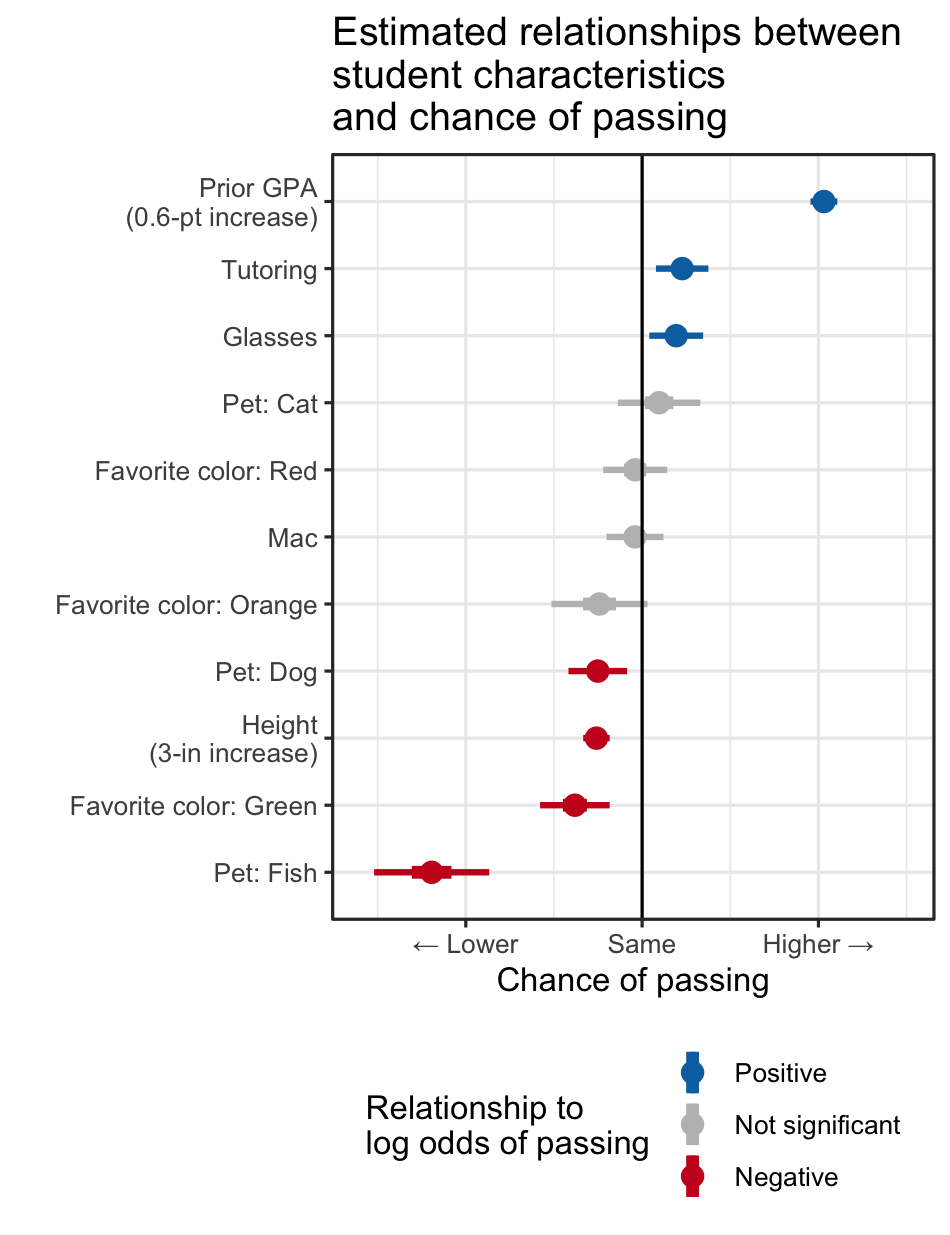 Estimated relationships between
student characteristics
and chance of passing
Prior GPA
(0.6-pt increase)
Tutoring
Glasses
Pet: Cat
Favorite color: Red
Mac
Favorite color: Orange
Pet: Dog
Height
(3-in increase)
Favorite color: Green
Pet: Fish
← Lower
Same
Higher →
Chance of passing
Relationship to
log odds of passing
Positive
Not significant
Negative